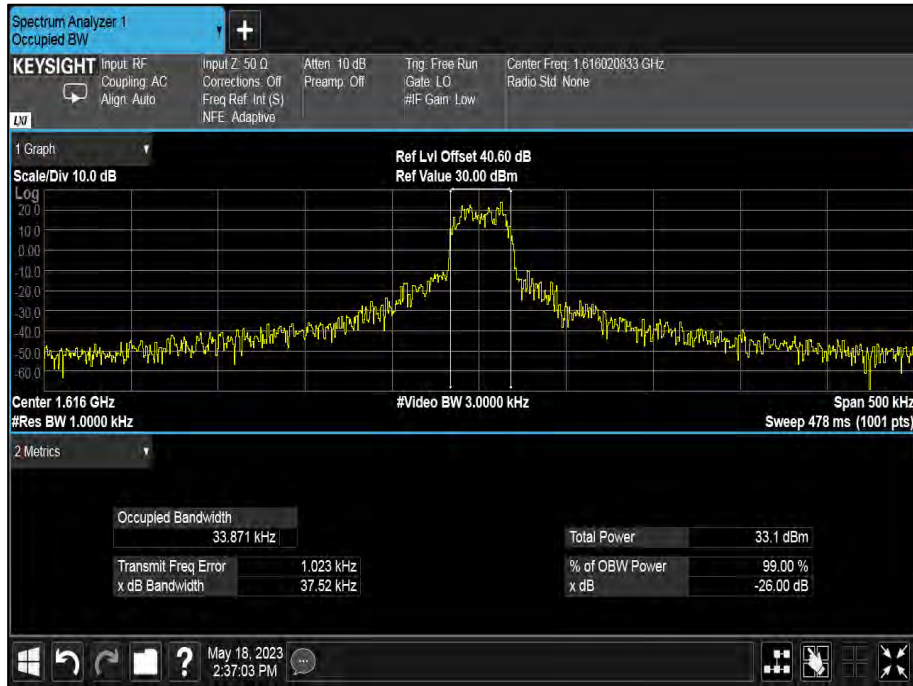 Spectrum Analyzer 1
Occupied BW
+
KEYSIGHT
LXI
Input: RF
Coupling: AC
Align: Auto
Input Z: 50 Ω
Corrections: Off
Freq Ref: Int (S)
NFE: Adaptive
Atten: 10 dB
Preamp: Off
Trig: Free Run
Gate: LO
#IF Gain: Low
Center Freq: 1.616020833 GHz
Radio Std: None
1 Graph
Scale/Div 10.0 dB
Ref Lvl Offset 40.60 dB
Ref Value 30.00 dBm
Log
20.0
10.0
0.00
-10.0
-20.0
-30.0
-40.0
-50.0
-60.0
Center 1.616 GHz
#Video BW 3.0000 kHz
Span 500 kHz
#Res BW 1.0000 kHz
Sweep 478 ms (1001 pts)
2 Metrics
Occupied Bandwidth
33.871 kHz
Total Power 33.1 dBm
Transmit Freq Error 1.023 kHz
% of OBW Power 99.00 %
x dB Bandwidth 37.52 kHz
x dB -26.00 dB
?
May 18, 2023
2:37:03 PM